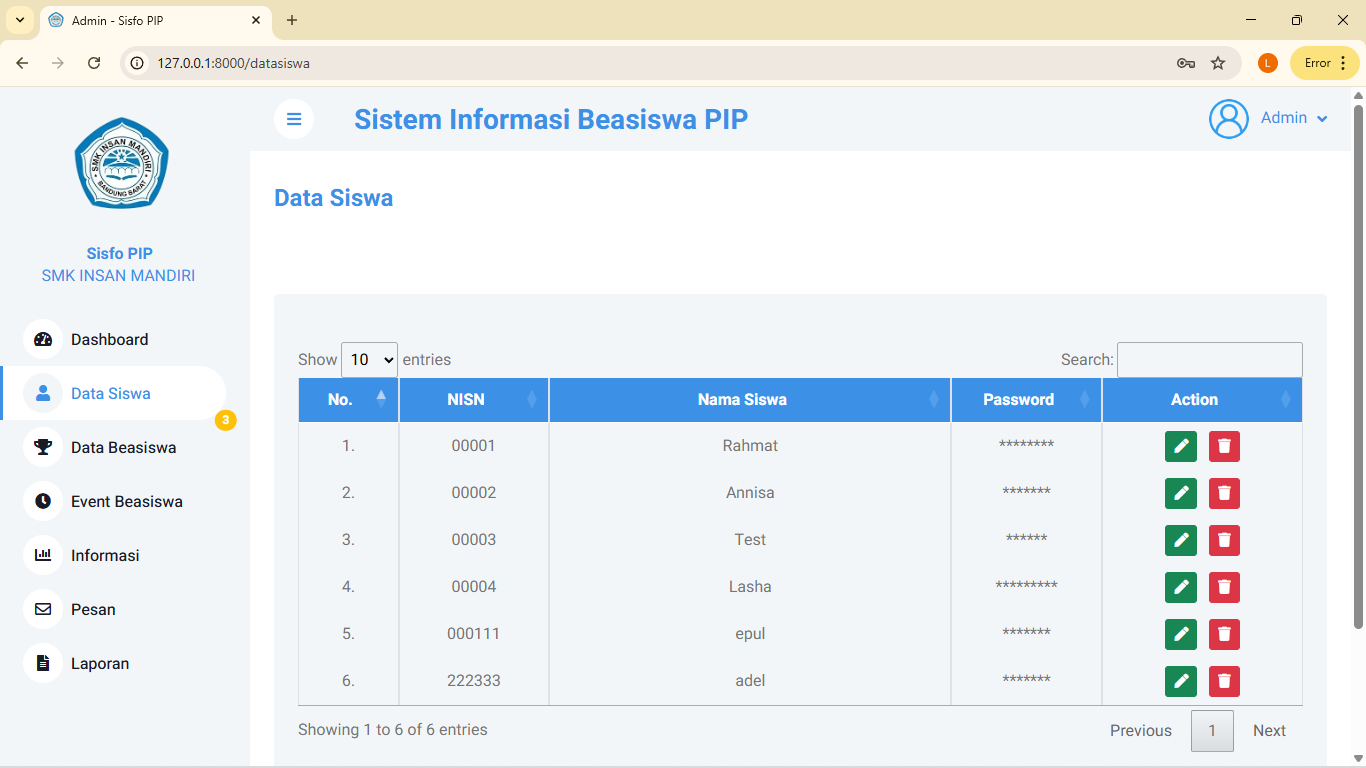 Admin - Sisfo PIP
127.0.0.1:8000/datasiswa
L
Error
SMK INSAN MANDIRI
BANDUNG BARAT
Sistem Informasi Beasiswa PIP
Admin
Sisfo PIP
SMK INSAN MANDIRI
Dashboard
Data Siswa
3
Data Beasiswa
Event Beasiswa
Informasi
Pesan
Laporan
Data Siswa
Show 10 entries Search:
No. NISN Nama Siswa Password Action
1. 00001 Rahmat ********
2. 00002 Annisa *******
3. 00003 Test ******
4. 00004 Lasha *********
5. 000111 epul *******
6. 222333 adel *******
Showing 1 to 6 of 6 entries Previous 1 Next